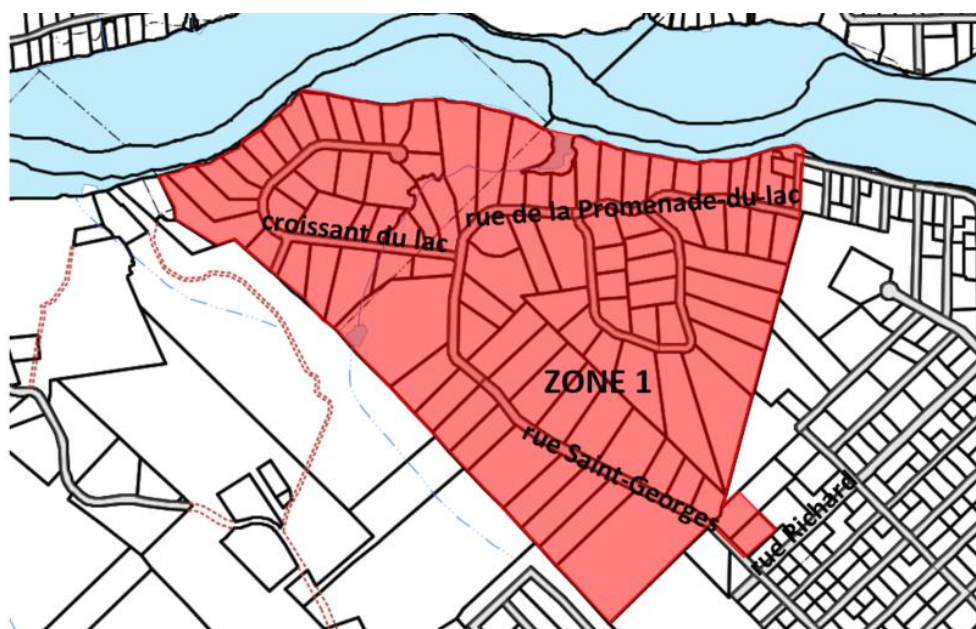 rue de la Promenade-du-lac
croissant du lac
ZONE 1
rue Saint-Georges
rue Richard